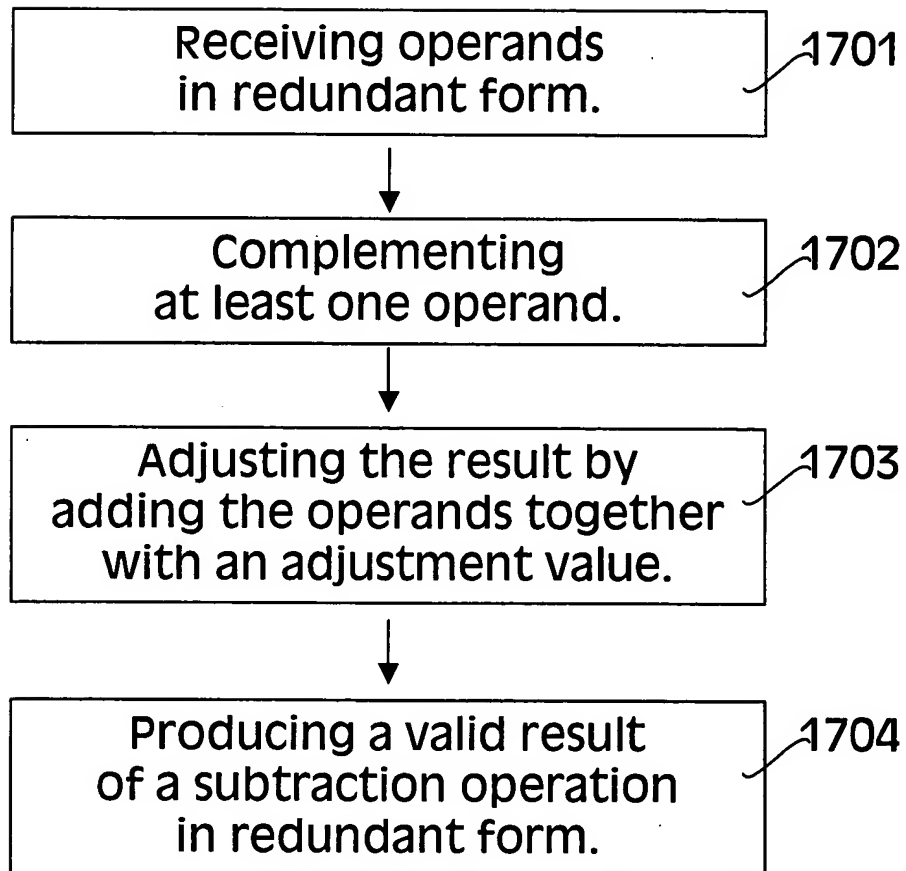 Receiving operands
in redundant form.
1701
Complementing
at least one operand.
1702
Adjusting the result by
adding the operands together
with an adjustment value.
1703
Producing a valid result
of a subtraction operation
in redundant form.
1704